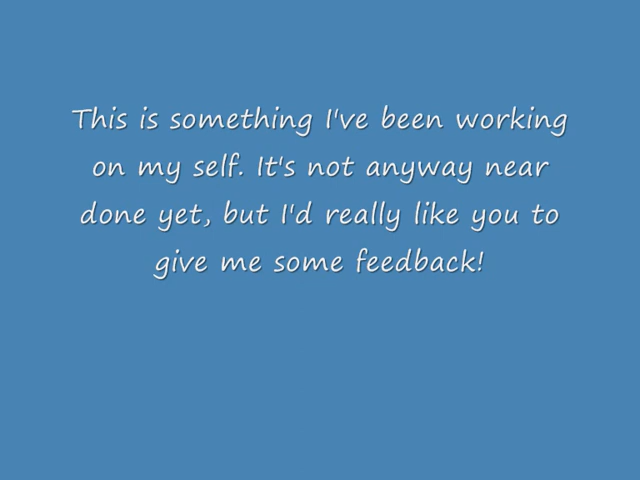 This is something I've been working
on my self. It's not anyway near
done yet, but I'd really like you to
give me some feedback!